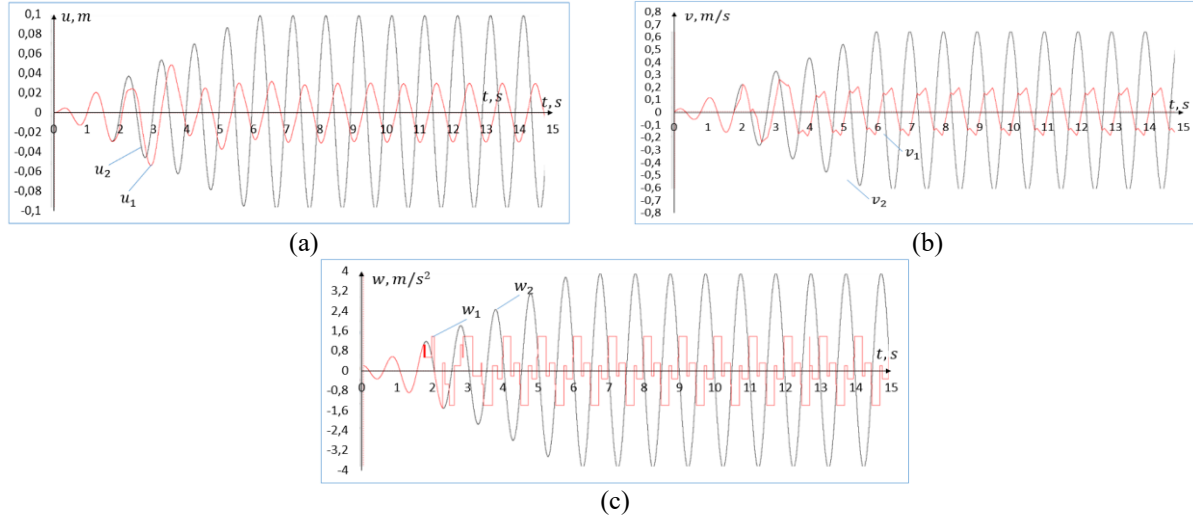 u, m
0,1
0,08
0,06
0,04
0,02
0
-0,02
-0,04
-0,06
-0,08
-0,1
0 1 2 3 4 5 6 7 8 9 10 11 12 13 14 15
t, s
t, s
u₂
u₁
(a)
v, m/s
0,8
0,7
0,6
0,5
0,4
0,3
0,2
0,1
0
-0,1
-0,2
-0,3
-0,4
-0,5
-0,6
-0,7
-0,8
0 1 2 3 4 5 6 7 8 9 10 11 12 13 14 15
t, s
v₁
v₂
(b)
w, m/s²
4
3,2
2,4
1,6
0,8
0
-0,8
-1,6
-2,4
-3,2
-4
w₁
w₂
0 1 2 3 4 5 6 7 8 9 10 11 12 13 14 15
t, s
(c)